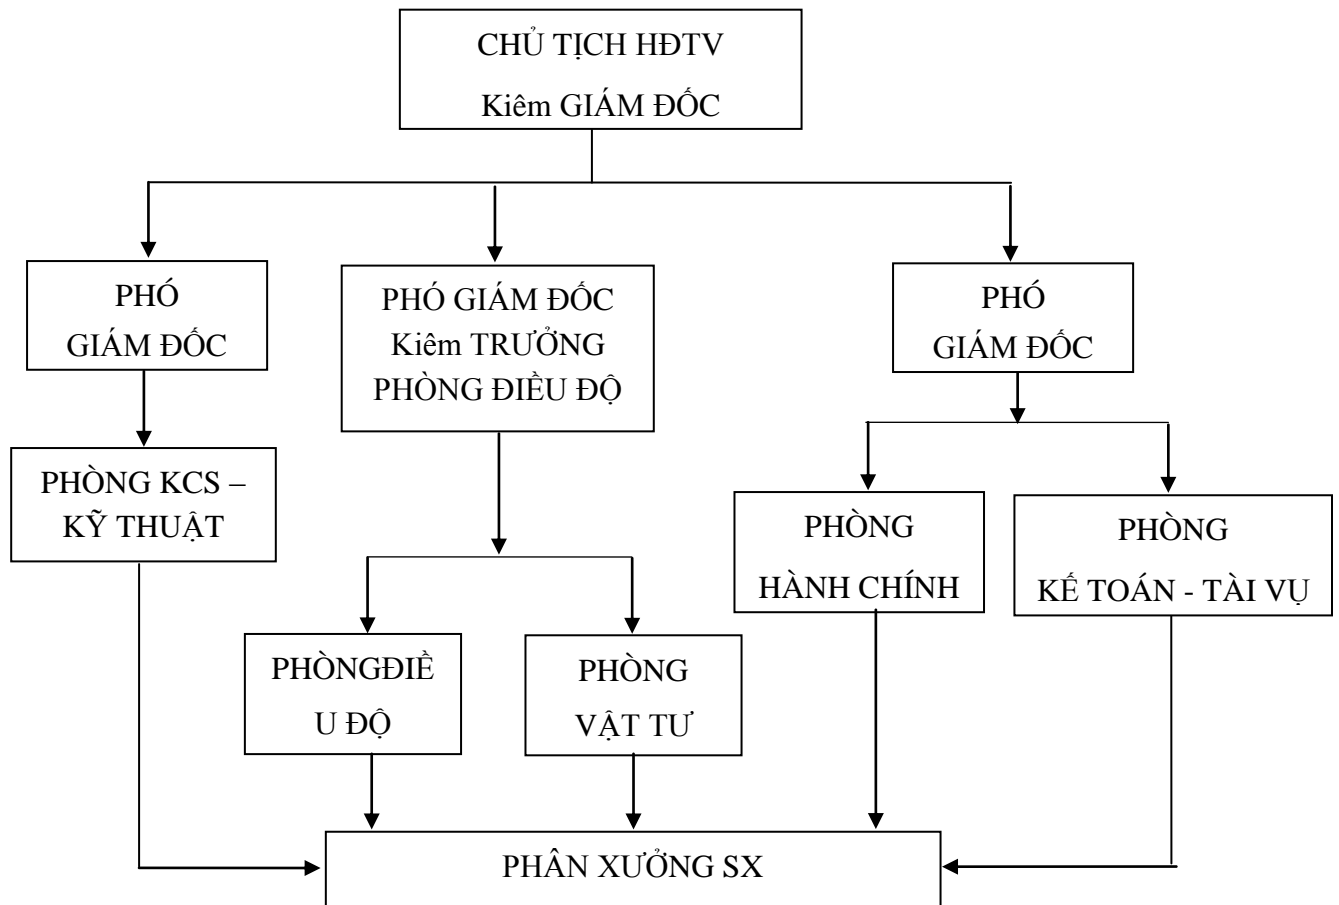 CHỦ TỊCH HĐTV
Kiêm GIÁM ĐỐC
PHÓ
GIÁM ĐỐC
PHÓ GIÁM ĐỐC
Kiêm TRƯỞNG
PHÒNG ĐIỀU ĐỘ
PHÓ
GIÁM ĐỐC
PHÒNG KCS –
KỸ THUẬT
PHÒNG
HÀNH CHÍNH
PHÒNG
KẾ TOÁN - TÀI VỤ
PHÒNGĐIỀ
U ĐỘ
PHÒNG
VẬT TƯ
PHÂN XƯỞNG SX